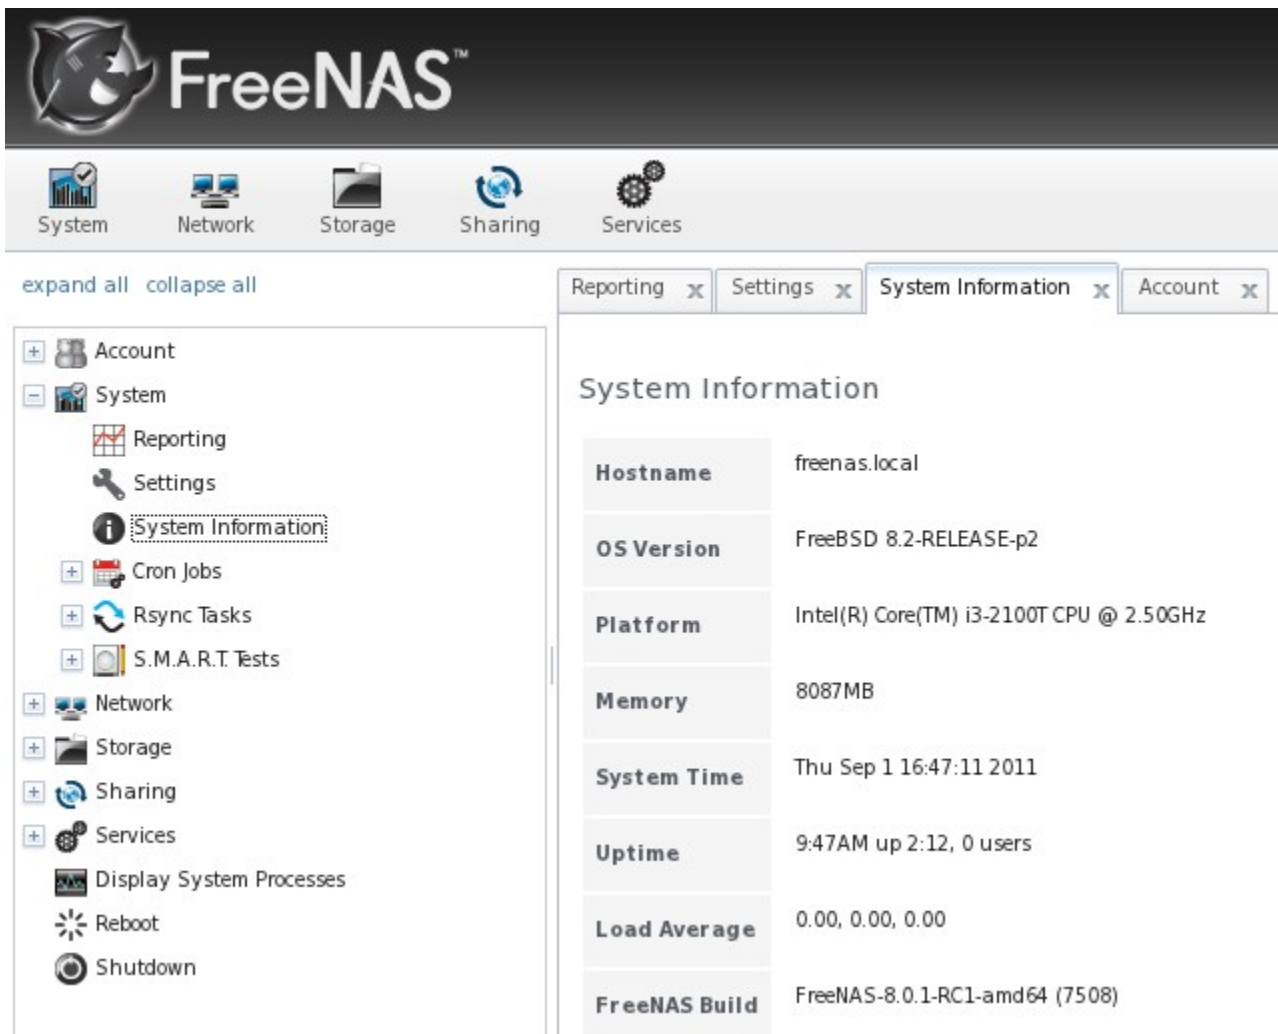 FreeNAS™
System Network Storage Sharing Services
expand all collapse all
Reporting x Settings x System Information x Account x
Account
System
Reporting
Settings
System Information
Cron Jobs
Rsync Tasks
S.M.A.R.T. Tests
Network
Storage
Sharing
Services
Display System Processes
Reboot
Shutdown
System Information
Hostname freenas.local
OS Version FreeBSD 8.2-RELEASE-p2
Platform Intel(R) Core(TM) i3-2100T CPU @ 2.50GHz
Memory 8087MB
System Time Thu Sep 1 16:47:11 2011
Uptime 9:47AM up 2:12, 0 users
Load Average 0.00, 0.00, 0.00
FreeNAS Build FreeNAS-8.0.1-RC1-amd64 (7508)